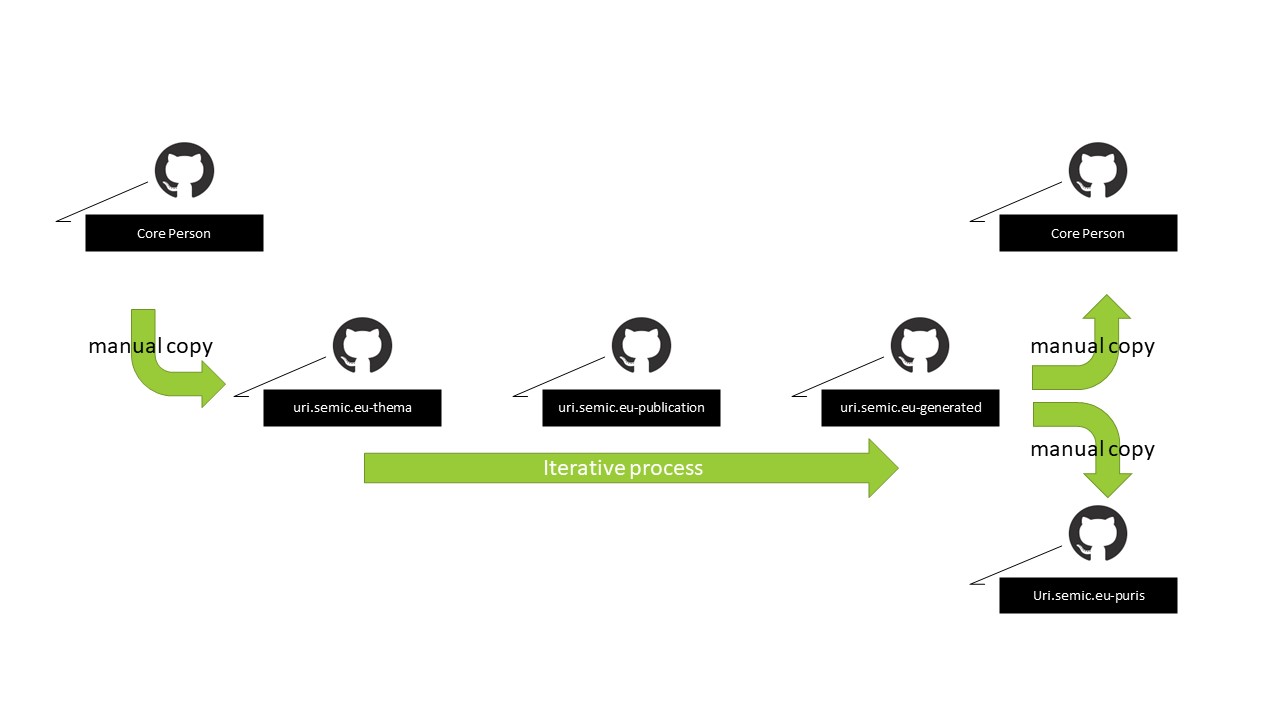 Core Person
Core Person
manual copy
manual copy
uri.semic.eu-thema
uri.semic.eu-publication
uri.semic.eu-generated
manual copy
Iterative process
Uri.semic.eu-puris